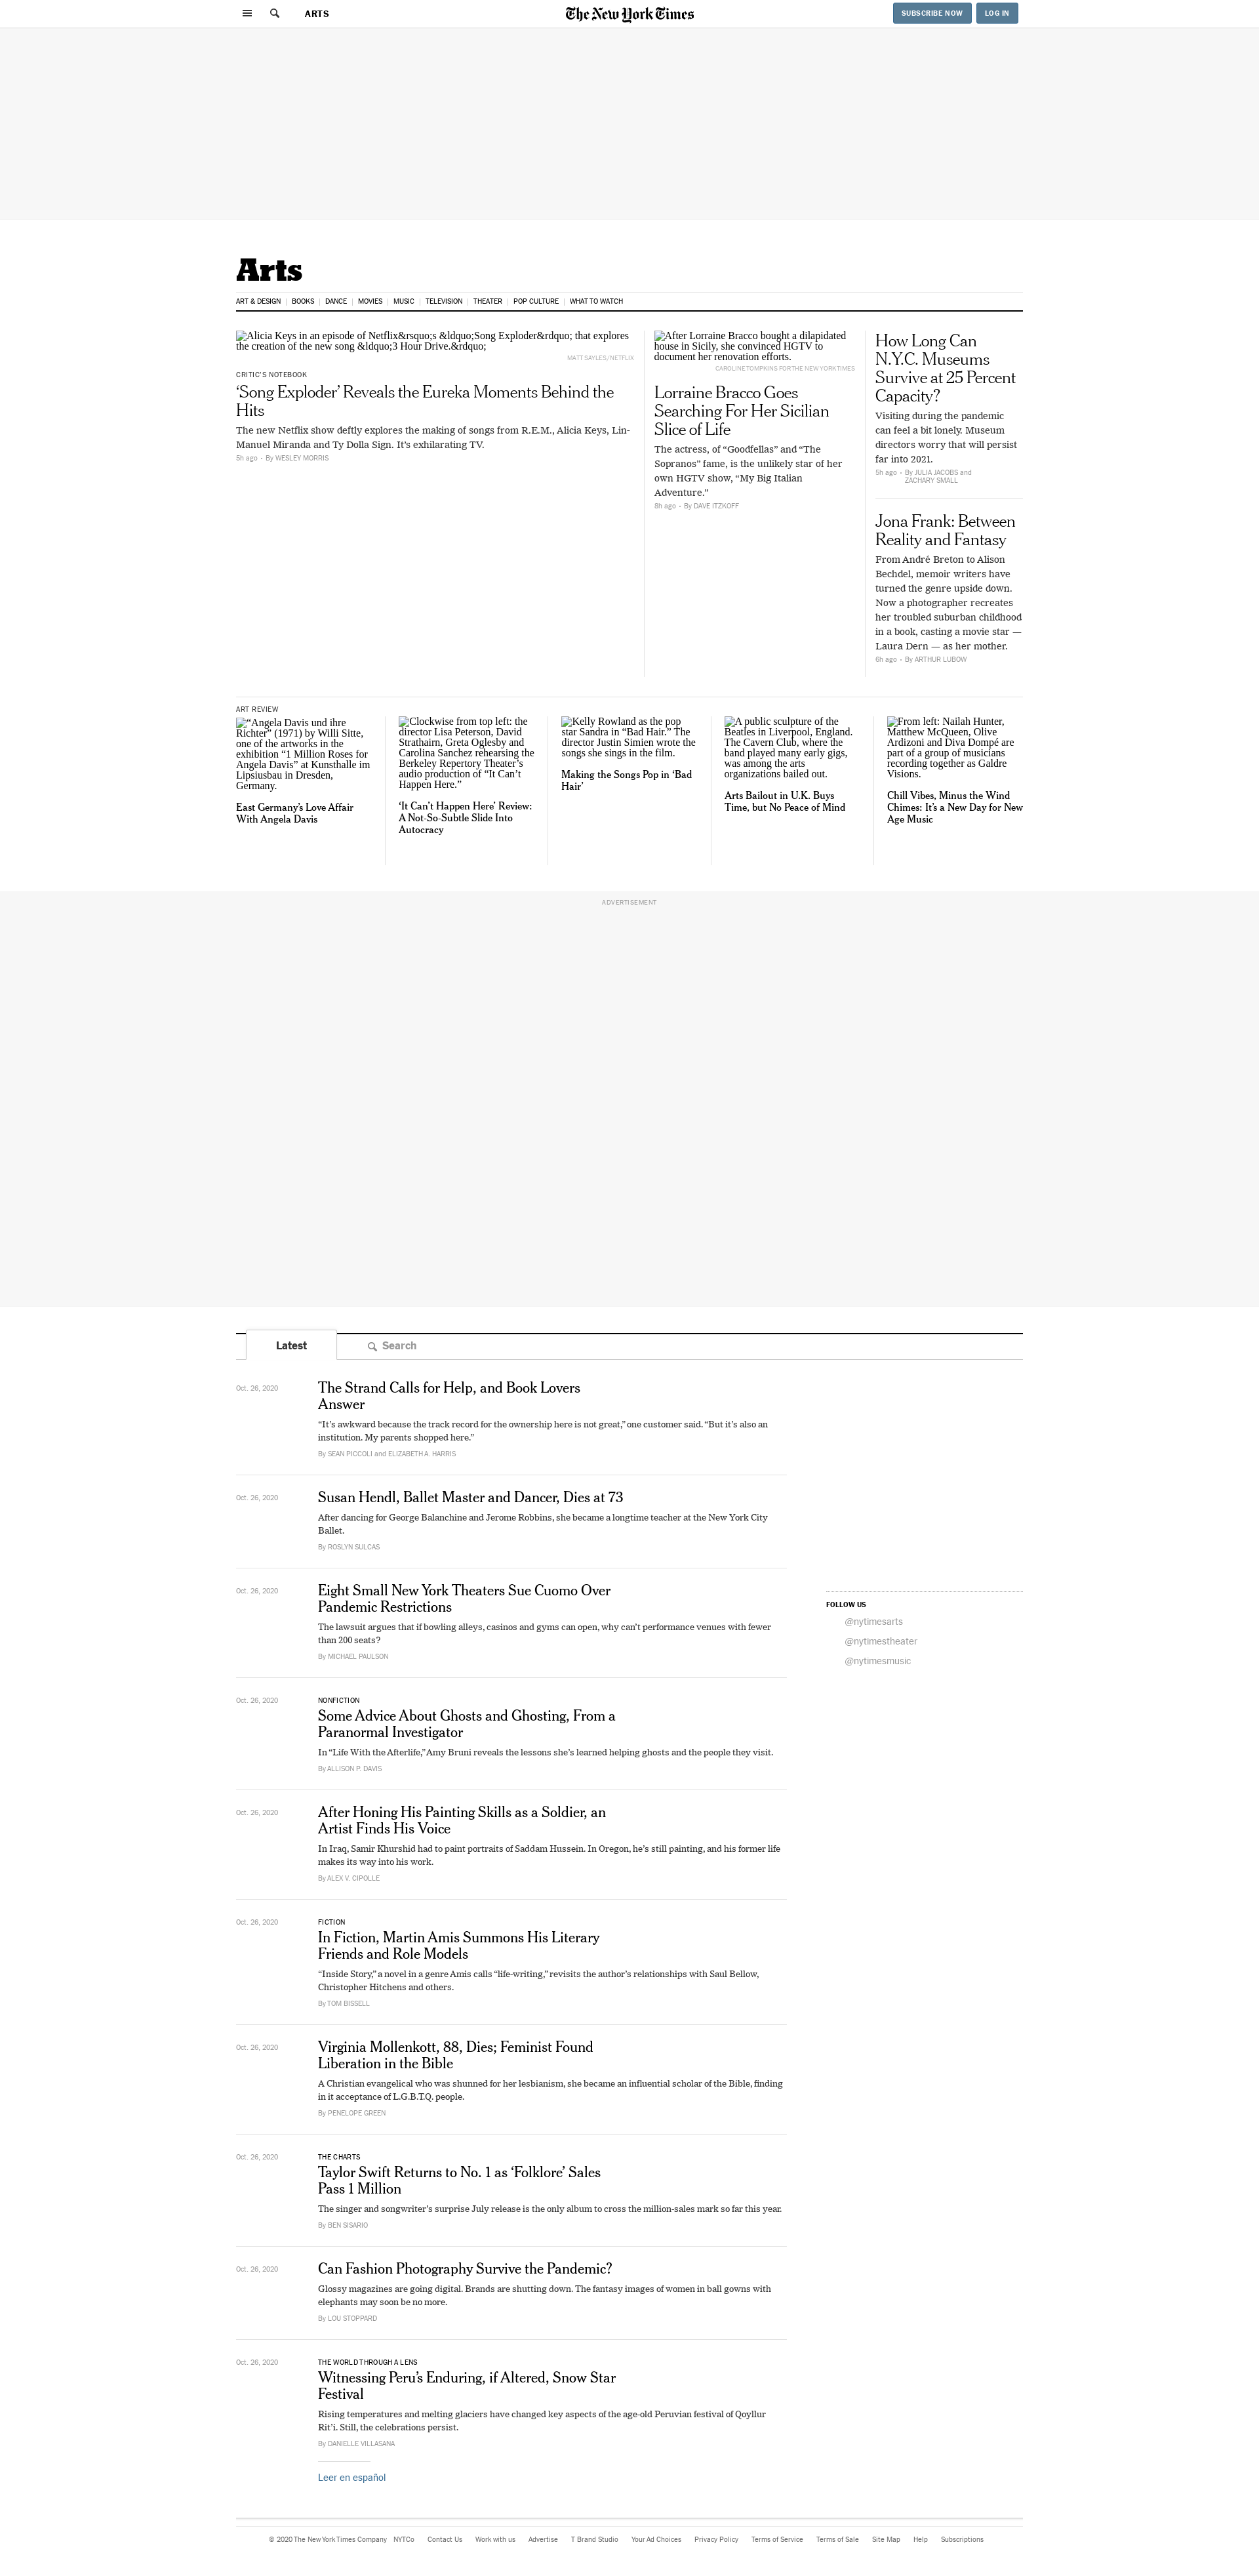 ARTS
The New York Times
SUBSCRIBE NOW
LOG IN
Arts
ART & DESIGN
BOOKS
DANCE
MOVIES
MUSIC
TELEVISION
THEATER
POP CULTURE
WHAT TO WATCH
Alicia Keys in an episode of Netflix&rsquo;s &ldquo;Song Exploder&rdquo; that explores
the creation of the new song &ldquo;3 Hour Drive.&rdquo;
MATT SAYLES/NETFLIX
CRITIC’S NOTEBOOK
‘Song Exploder’ Reveals the Eureka Moments Behind the
Hits
The new Netflix show deftly explores the making of songs from R.E.M., Alicia Keys, Lin-
Manuel Miranda and Ty Dolla Sign. It’s exhilarating TV.
5h ago • By WESLEY MORRIS
After Lorraine Bracco bought a dilapidated
house in Sicily, she convinced HGTV to
document her renovation efforts.
CAROLINE TOMPKINS FOR THE NEW YORK TIMES
Lorraine Bracco Goes
Searching For Her Sicilian
Slice of Life
The actress, of “Goodfellas” and “The
Sopranos” fame, is the unlikely star of her
own HGTV show, “My Big Italian
Adventure.”
8h ago • By DAVE ITZKOFF
How Long Can
N.Y.C. Museums
Survive at 25 Percent
Capacity?
Visiting during the pandemic
can feel a bit lonely. Museum
directors worry that will persist
far into 2021.
5h ago • By JULIA JACOBS and
ZACHARY SMALL
Jona Frank: Between
Reality and Fantasy
From André Breton to Alison
Bechdel, memoir writers have
turned the genre upside down.
Now a photographer recreates
her troubled suburban childhood
in a book, casting a movie star —
Laura Dern — as her mother.
6h ago • By ARTHUR LUBOW
ART REVIEW
“Angela Davis und ihre
Richter” (1971) by Willi Sitte,
one of the artworks in the
exhibition “1 Million Roses for
Angela Davis” at Kunsthalle im
Lipsiusbau in Dresden,
Germany.
East Germany’s Love Affair
With Angela Davis
Clockwise from top left: the
director Lisa Peterson, David
Strathairn, Greta Oglesby and
Carolina Sanchez rehearsing the
Berkeley Repertory Theater’s
audio production of “It Can’t
Happen Here.”
‘It Can’t Happen Here’ Review:
A Not-So-Subtle Slide Into
Autocracy
Kelly Rowland as the pop
star Sandra in “Bad Hair.” The
director Justin Simien wrote the
songs she sings in the film.
Making the Songs Pop in ‘Bad
Hair’
A public sculpture of the
Beatles in Liverpool, England.
The Cavern Club, where the
band played many early gigs,
was among the arts
organizations bailed out.
Arts Bailout in U.K. Buys
Time, but No Peace of Mind
From left: Nailah Hunter,
Matthew McQueen, Olive
Ardizoni and Diva Dompé are
part of a group of musicians
recording together as Galdre
Visions.
Chill Vibes, Minus the Wind
Chimes: It’s a New Day for New
Age Music
ADVERTISEMENT
Latest
Search
Oct. 26, 2020
The Strand Calls for Help, and Book Lovers
Answer
“It’s awkward because the track record for the ownership here is not great,” one customer said. “But it’s also an
institution. My parents shopped here.”
By SEAN PICCOLI and ELIZABETH A. HARRIS
Oct. 26, 2020
Susan Hendl, Ballet Master and Dancer, Dies at 73
After dancing for George Balanchine and Jerome Robbins, she became a longtime teacher at the New York City
Ballet.
By ROSLYN SULCAS
Oct. 26, 2020
Eight Small New York Theaters Sue Cuomo Over
Pandemic Restrictions
The lawsuit argues that if bowling alleys, casinos and gyms can open, why can’t performance venues with fewer
than 200 seats?
By MICHAEL PAULSON
FOLLOW US
@nytimesarts
@nytimestheater
@nytimesmusic
Oct. 26, 2020
NONFICTION
Some Advice About Ghosts and Ghosting, From a
Paranormal Investigator
In “Life With the Afterlife,” Amy Bruni reveals the lessons she’s learned helping ghosts and the people they visit.
By ALLISON P. DAVIS
Oct. 26, 2020
After Honing His Painting Skills as a Soldier, an
Artist Finds His Voice
In Iraq, Samir Khurshid had to paint portraits of Saddam Hussein. In Oregon, he’s still painting, and his former life
makes its way into his work.
By ALEX V. CIPOLLE
Oct. 26, 2020
FICTION
In Fiction, Martin Amis Summons His Literary
Friends and Role Models
“Inside Story,” a novel in a genre Amis calls “life-writing,” revisits the author’s relationships with Saul Bellow,
Christopher Hitchens and others.
By TOM BISSELL
Oct. 26, 2020
Virginia Mollenkott, 88, Dies; Feminist Found
Liberation in the Bible
A Christian evangelical who was shunned for her lesbianism, she became an influential scholar of the Bible, finding
in it acceptance of L.G.B.T.Q. people.
By PENELOPE GREEN
Oct. 26, 2020
THE CHARTS
Taylor Swift Returns to No. 1 as ‘Folklore’ Sales
Pass 1 Million
The singer and songwriter’s surprise July release is the only album to cross the million-sales mark so far this year.
By BEN SISARIO
Oct. 26, 2020
Can Fashion Photography Survive the Pandemic?
Glossy magazines are going digital. Brands are shutting down. The fantasy images of women in ball gowns with
elephants may soon be no more.
By LOU STOPPARD
Oct. 26, 2020
THE WORLD THROUGH A LENS
Witnessing Peru’s Enduring, if Altered, Snow Star
Festival
Rising temperatures and melting glaciers have changed key aspects of the age-old Peruvian festival of Qoyllur
Rit’i. Still, the celebrations persist.
By DANIELLE VILLASANA
Leer en español
© 2020 The New York Times Company
NYTCo
Contact Us
Work with us
Advertise
T Brand Studio
Your Ad Choices
Privacy Policy
Terms of Service
Terms of Sale
Site Map
Help
Subscriptions